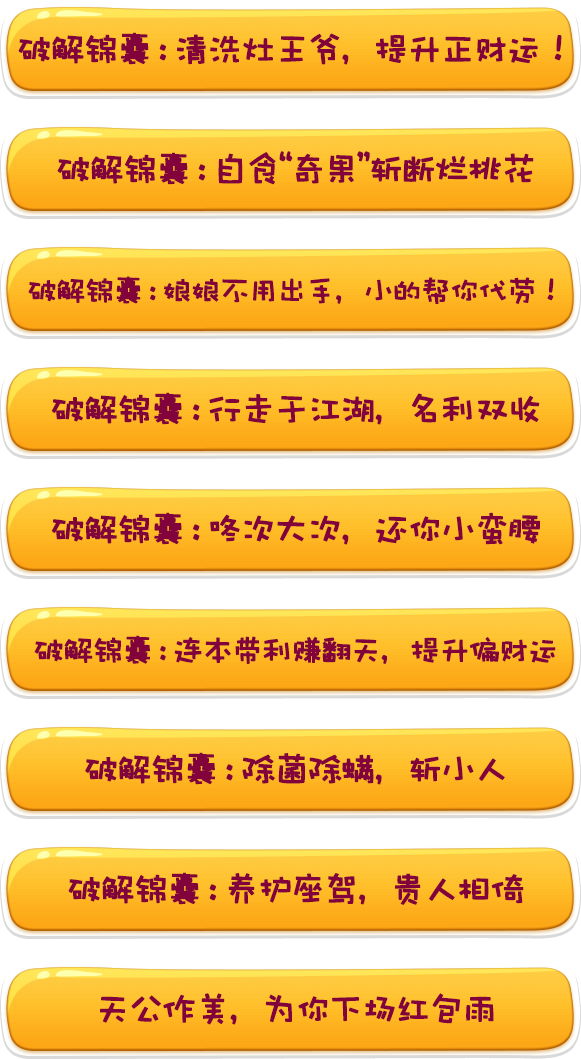 破解锦囊:清洗灶王爷，提升正财运！
破解锦囊:自食“奇果”斩断烂桃花
破解锦囊:娘娘不用出手，小的帮你代劳！
破解锦囊:行走于江湖，名利双收
破解锦囊:咚次大次，还你小蛮腰
破解锦囊:连本带利赚翻天，提升偏财运
破解锦囊:除菌除螨，斩小人
破解锦囊:养护座驾，贵人相倚
天公作美，为你下场红包雨